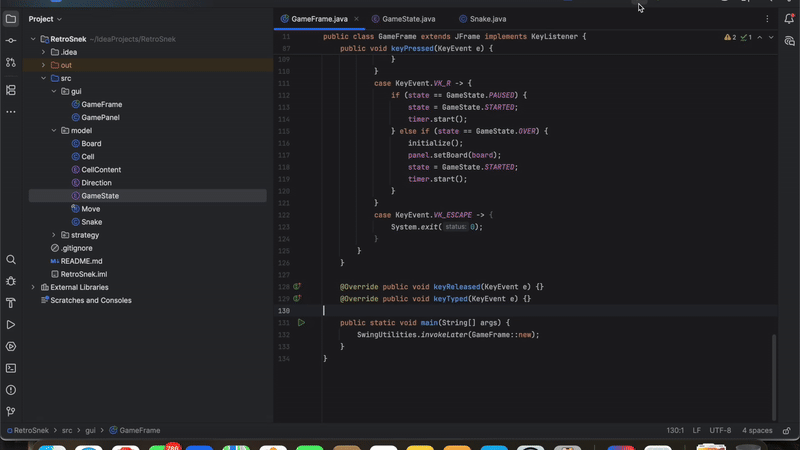 Project
RetroSnek ~/IdeaProjects/RetroSnek
.idea
out
src
gui
GameFrame
GamePanel
model
Board
Cell
CellContent
Direction
GameState
Move
Snake
strategy
.gitignore
README.md
RetroSnek.iml
External Libraries
Scratches and Consoles
GameFrame.java
GameState.java
Snake.java
2 1
11 public class GameFrame extends JFrame implements KeyListener {
87 public void keyPressed(KeyEvent e) {
109 }
110 }
111 case KeyEvent.VK_R -> {
112 if (state == GameState.PAUSED) {
113 state = GameState.STARTED;
114 timer.start();
115 } else if (state == GameState.OVER) {
116 initialize();
117 panel.setBoard(board);
118 state = GameState.STARTED;
119 timer.start();
120 }
121 }
122 case KeyEvent.VK_ESCAPE -> {
123 System.exit( status: 0);
124 }
125 }
126 }
127
128 @Override public void keyReleased(KeyEvent e) {}
129 @Override public void keyTyped(KeyEvent e) {}
130
131 public static void main(String[] args) {
132 SwingUtilities.invokeLater(GameFrame::new);
133 }
134 }
RetroSnek > src > gui > GameFrame
130:1 LF UTF-8 4 spaces
780